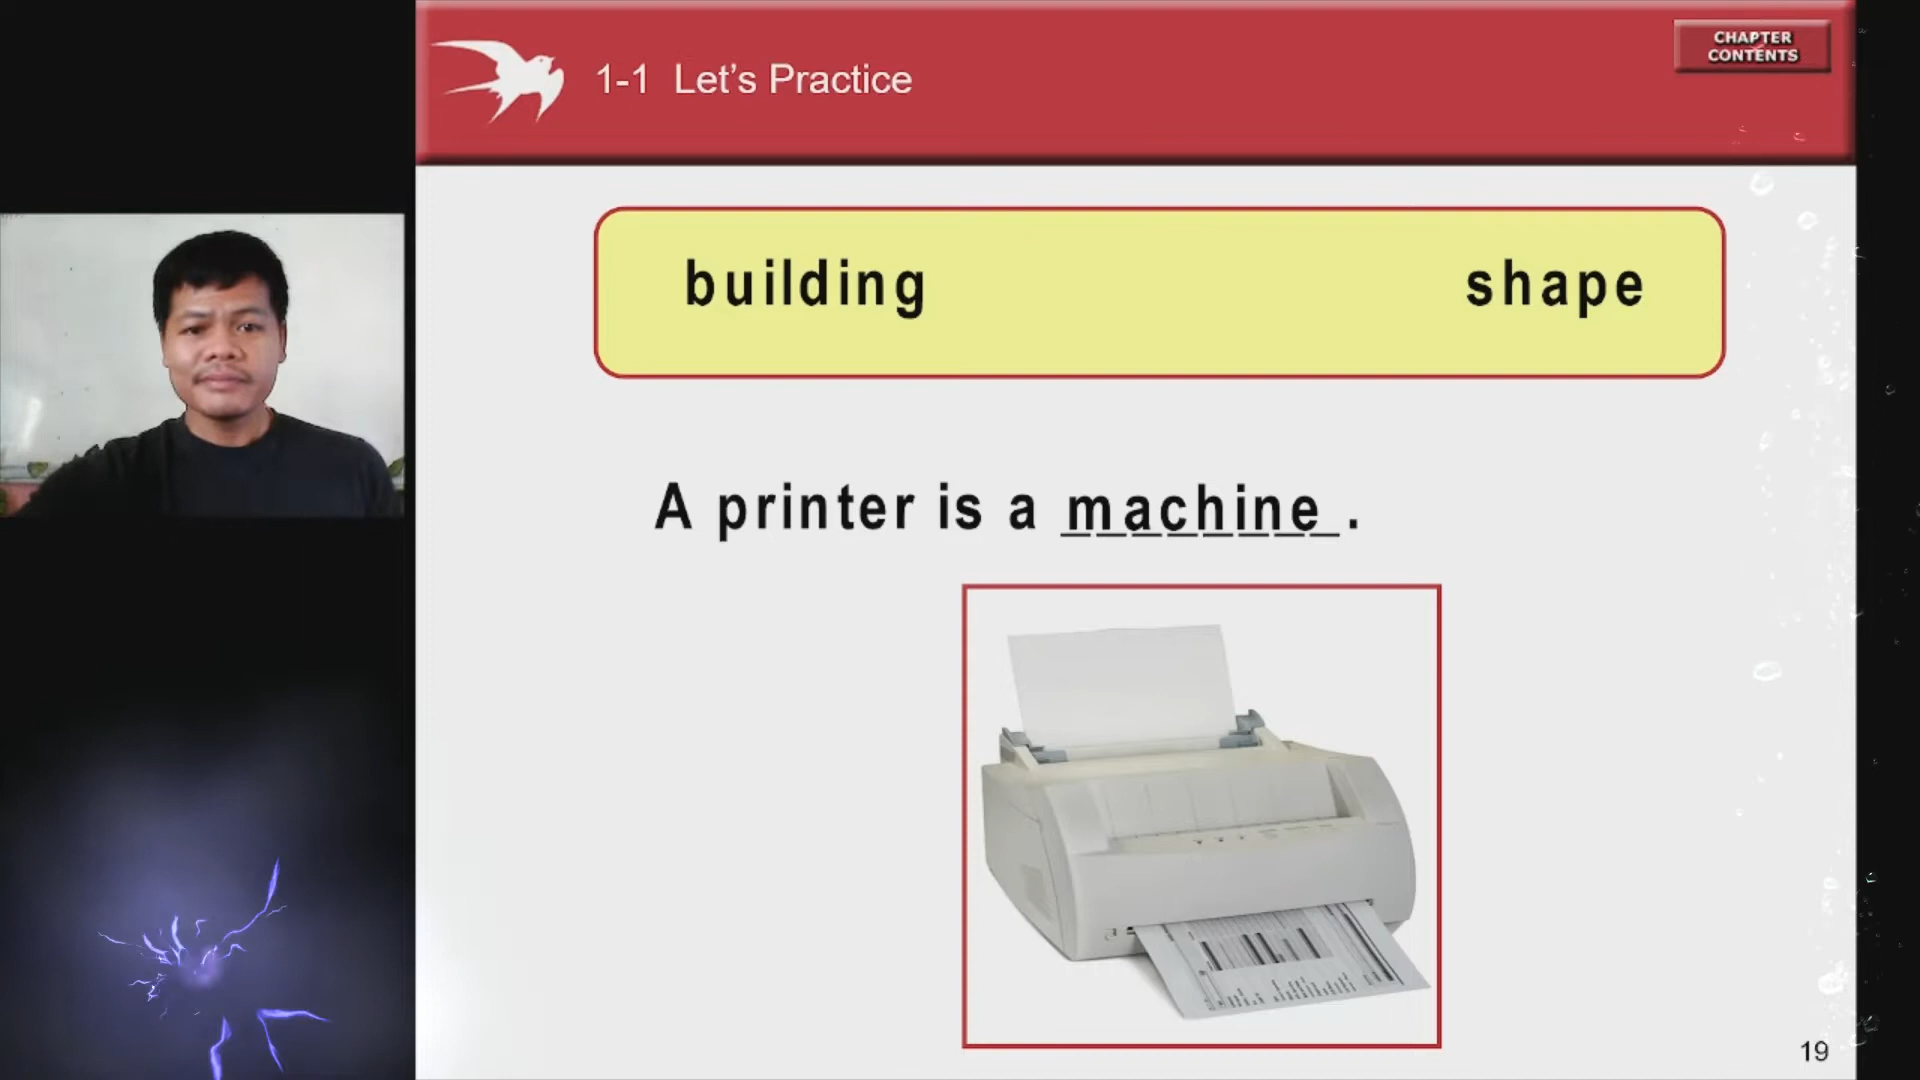 1-1 Let's Practice
CHAPTER
CONTENTS
building shape
A printer is a machine.
19